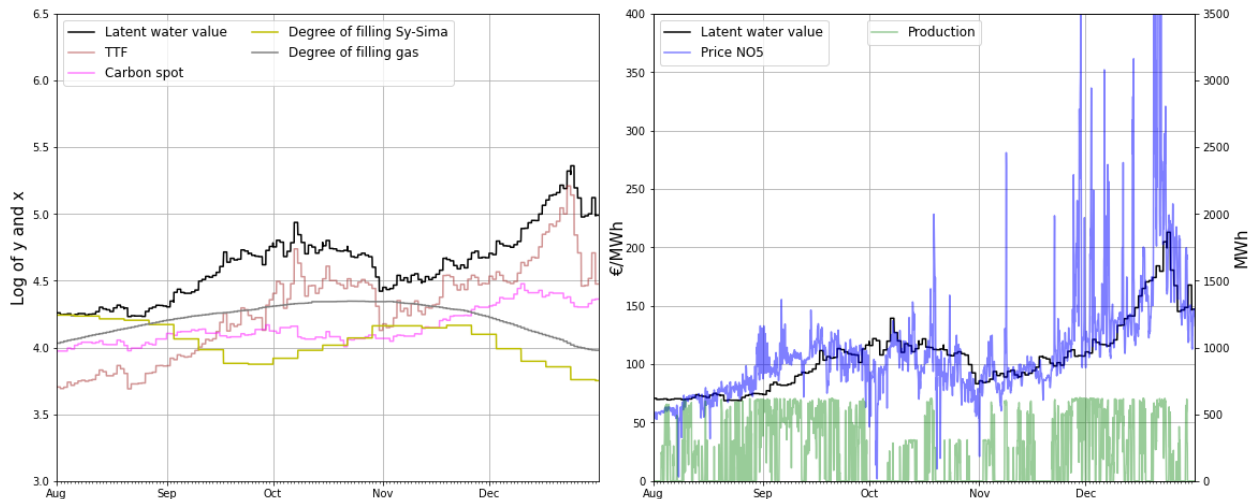 Latent water value
TTF
Carbon spot
Degree of filling Sy-Sima
Degree of filling gas
Log of y and x
6.5
6.0
5.5
5.0
4.5
4.0
3.5
3.0
Aug
Sep
Oct
Nov
Dec
Latent water value
Price NO5
Production
€/MWh
400
350
300
250
200
150
100
50
0
3500
3000
2500
2000
1500
1000
500
0
MWh
Aug
Sep
Oct
Nov
Dec